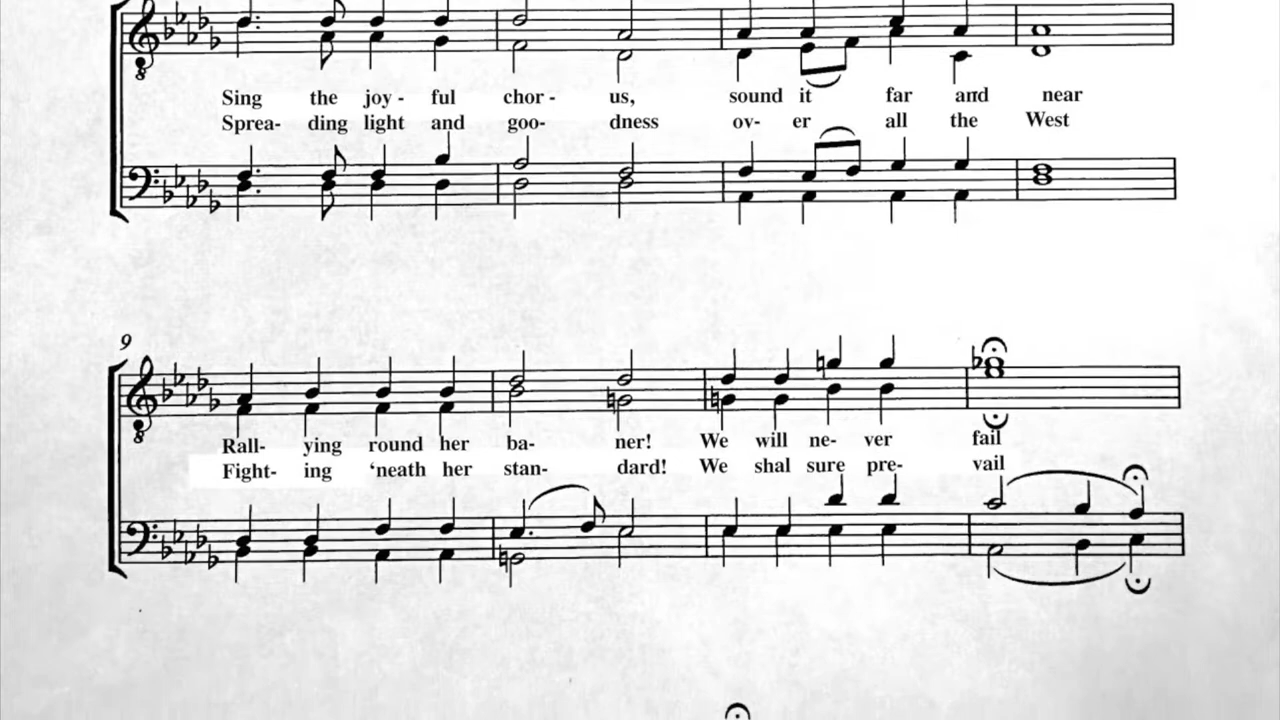 Sing the joy - ful chor - us, sound it far and near
Sprea- ding light and goo- dness ov- er all the West
9
Rall- ying round her ba- ner! We will ne- ver fail
Fight- ing ‘neath her stan- dard! We shal sure pre- vail